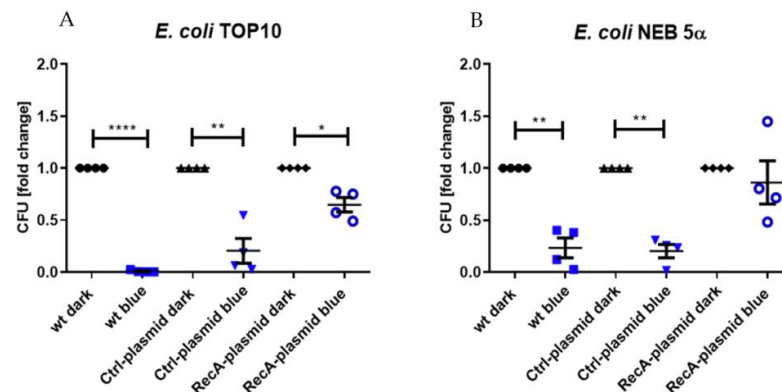 A
E. coli TOP10
CFU [fold change]
2.0
1.5
1.0
0.5
0.0
****
**
*
wt dark
wt blue
Ctrl-plasmid dark
Ctrl-plasmid blue
RecA-plasmid dark
RecA-plasmid blue
B
E. coli NEB 5α
CFU [fold change]
2.0
1.5
1.0
0.5
0.0
**
**
wt dark
wt blue
Ctrl-plasmid dark
Ctrl-plasmid blue
RecA-plasmid dark
RecA-plasmid blue